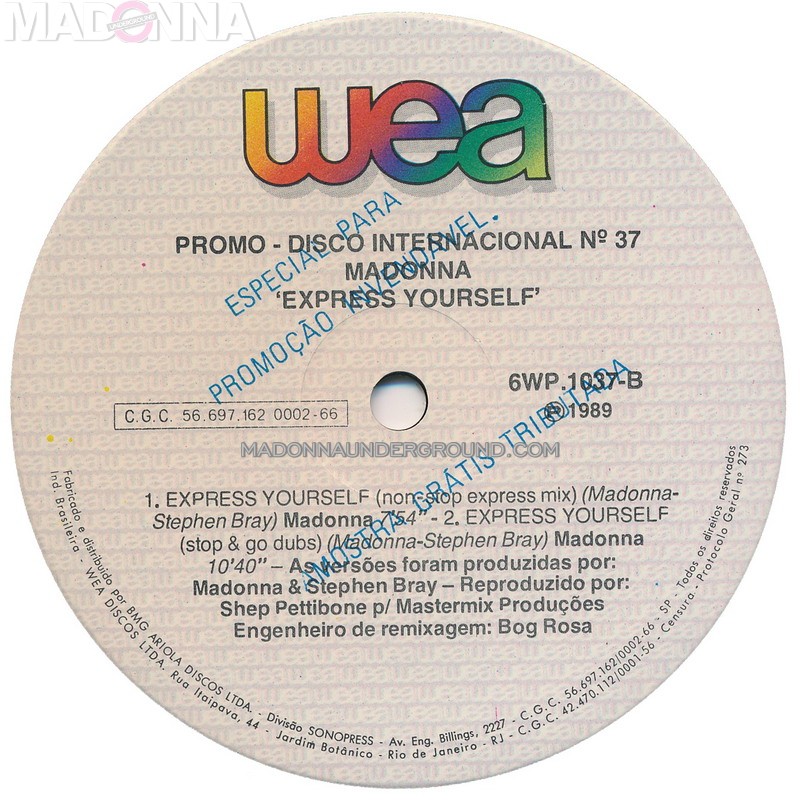 MADONNA
UNDERGROUND
wea
PROMO - DISCO INTERNACIONAL Nº 37
MADONNA
'EXPRESS YOURSELF'
ESPECIAL PARA
PROMOÇÃO INVENDAVEL.
AMOSTRA GRÁTIS TRIBUTARA
6WP.1037-B
℗ 1989
C.G.C. 56.697.162 0002-66
MADONNAUNDERGROUND.COM
1. EXPRESS YOURSELF (non-stop express mix) (Madonna-
Stephen Bray) Madonna 7'54" - 2. EXPRESS YOURSELF
(stop & go dubs) (Madonna-Stephen Bray) Madonna
10'40" – As versões foram produzidas por:
Madonna & Stephen Bray – Reproduzido por:
Shep Pettibone p/ Mastermix Produções
Engenheiro de remixagem: Bog Rosa
Fabricado e distribuido por BMG ARIOLA DISCOS LTDA. - Divisão SONOPRESS - Av. Eng. Billings, 2227 - C.G.C. 56.697.162/0002-66 - SP - Todos os direitos reservados
Ind. Brasileira - WEA DISCOS LTDA. Rua Itaipava, 44 - Jardim Botânico - Rio de Janeiro - RJ - C.G.C. 42.470.112/0001-56 - Censura - Protocolo Geral nº 273